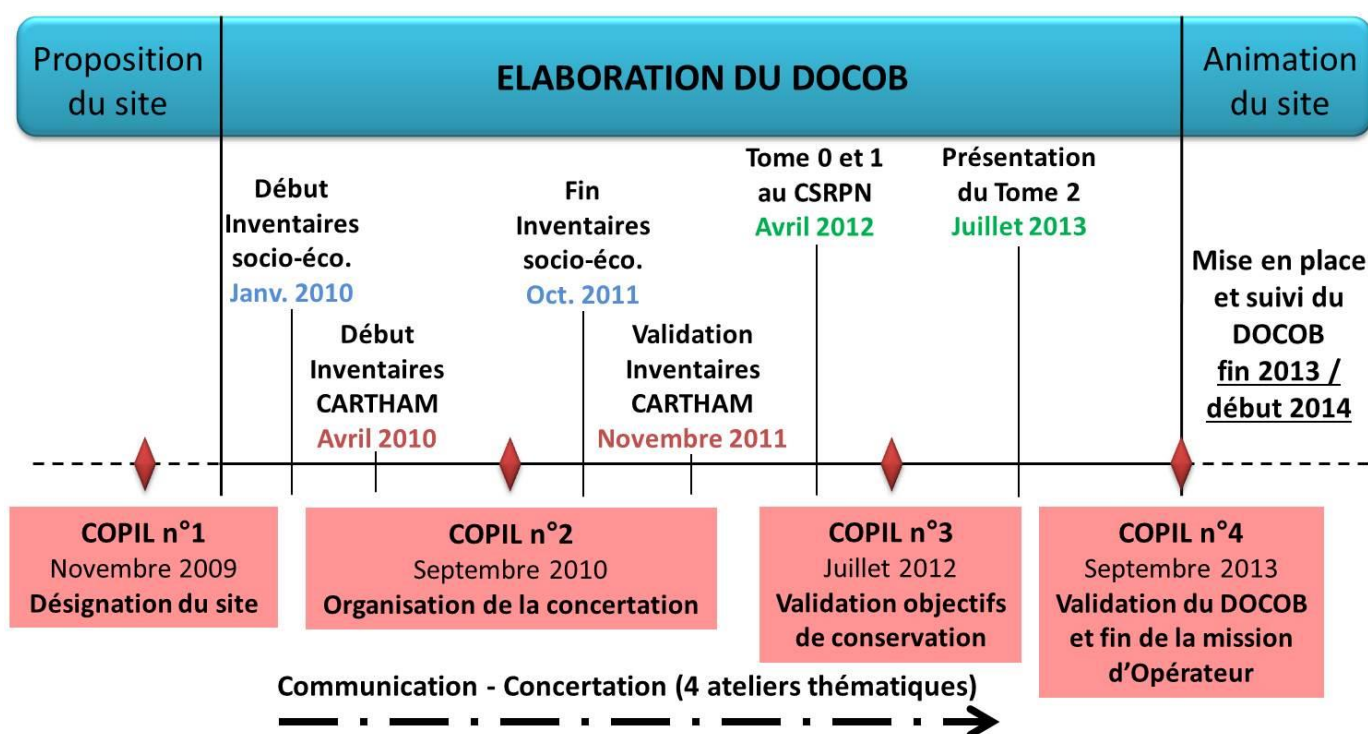 Proposition
du site
ELABORATION DU DOCOB
Animation
du site
Début
Inventaires
socio-éco.
Janv. 2010
Début
Inventaires
CARTHAM
Avril 2010
Fin
Inventaires
socio-éco.
Oct. 2011
Validation
Inventaires
CARTHAM
Novembre 2011
Tome 0 et 1
au CSRPN
Avril 2012
Présentation
du Tome 2
Juillet 2013
Mise en place
et suivi du
DOCOB
fin 2013 /
début 2014
COPIL n°1
Novembre 2009
Désignation du site
COPIL n°2
Septembre 2010
Organisation de la concertation
COPIL n°3
Juillet 2012
Validation objectifs
de conservation
COPIL n°4
Septembre 2013
Validation du DOCOB
et fin de la mission
d'Opérateur
Communication - Concertation (4 ateliers thématiques)